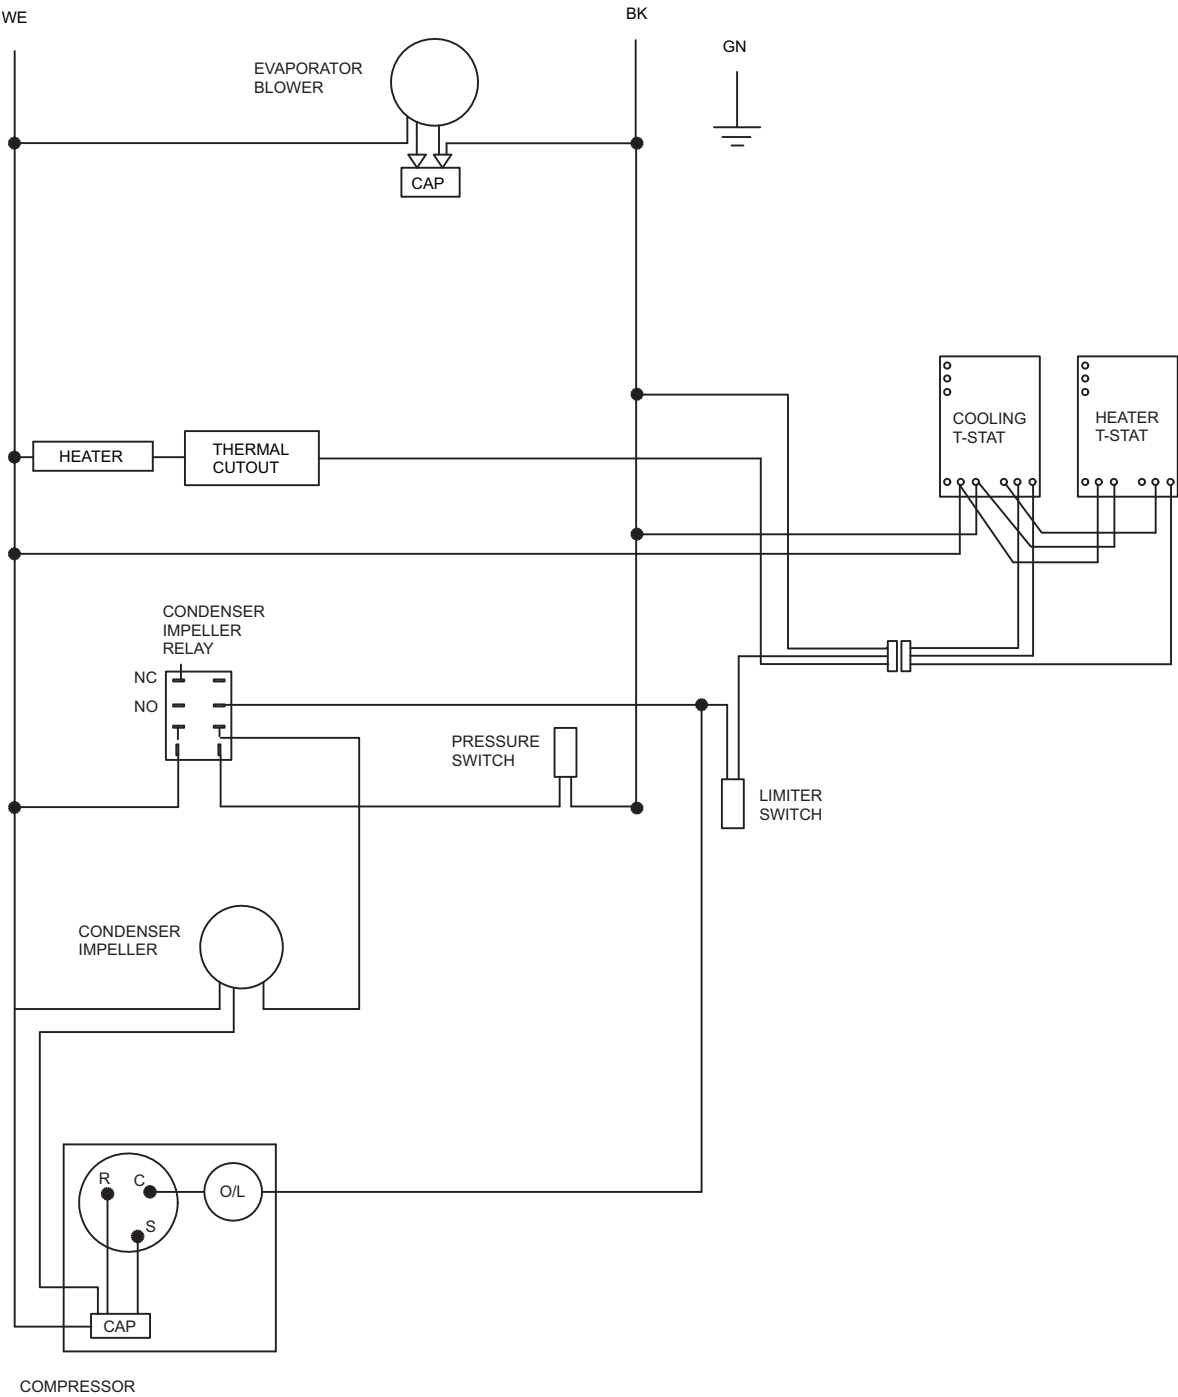 WE
BK
GN
EVAPORATOR
BLOWER
CAP
COOLING
T-STAT
HEATER
T-STAT
HEATER
THERMAL
CUTOUT
CONDENSER
IMPELLER
RELAY
NC
NO
PRESSURE
SWITCH
LIMITER
SWITCH
CONDENSER
IMPELLER
R
C
O/L
S
CAP
COMPRESSOR